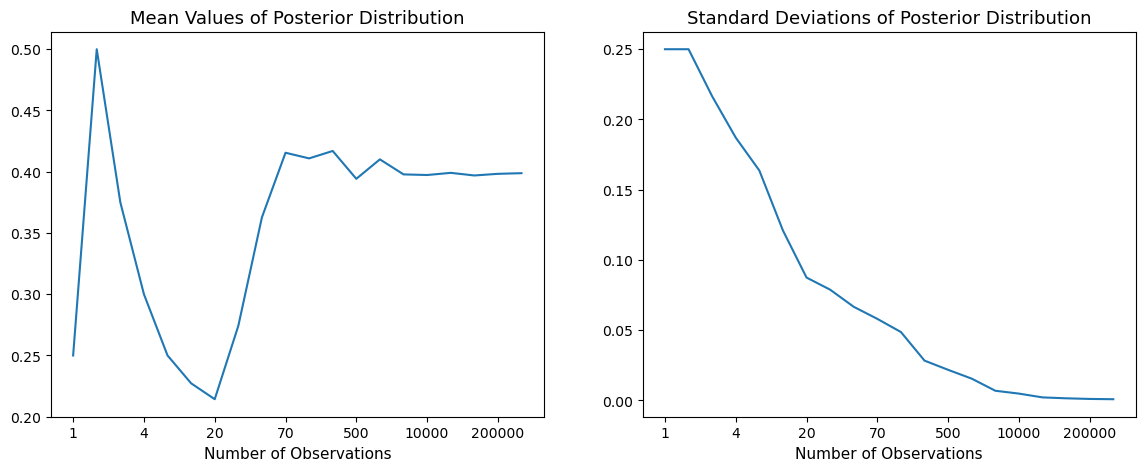 Mean Values of Posterior Distribution
0.50
0.45
0.40
0.35
0.30
0.25
0.20
1 4 20 70 500 10000 200000
Number of Observations
Standard Deviations of Posterior Distribution
0.25
0.20
0.15
0.10
0.05
0.00
1 4 20 70 500 10000 200000
Number of Observations